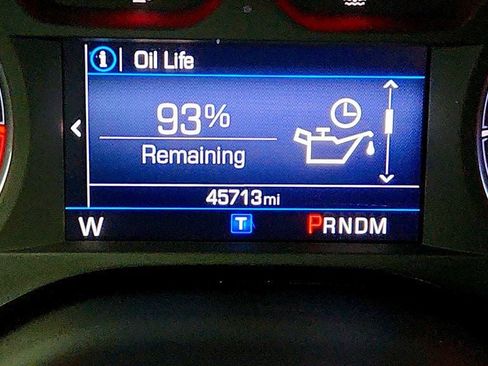 i Oil Life
93%
Remaining
45713mi
W T PRNDM